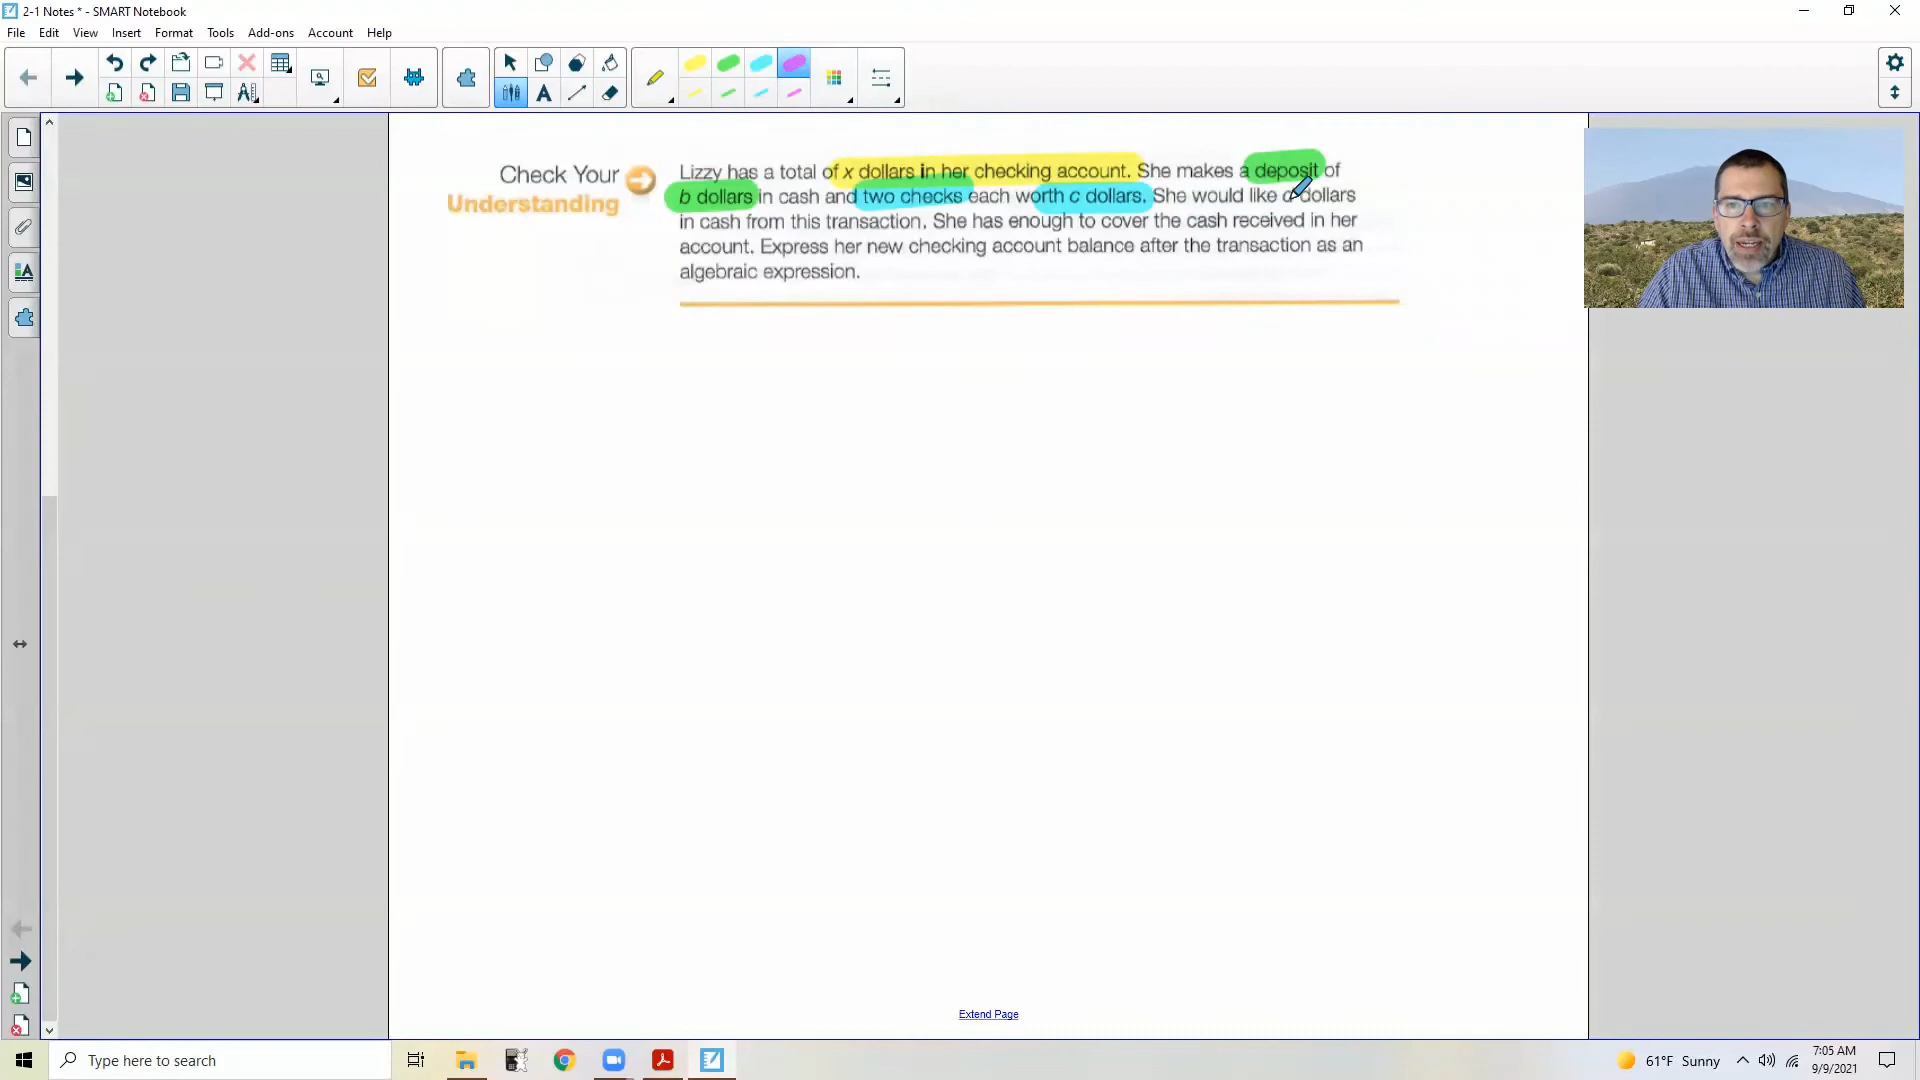 2-1 Notes * - SMART Notebook
File Edit View Insert Format Tools Add-ons Account Help
Check Your
Understanding
Lizzy has a total of x dollars in her checking account. She makes a deposit of
b dollars in cash and two checks each worth c dollars. She would like dollars
in cash from this transaction. She has enough to cover the cash received in her
account. Express her new checking account balance after the transaction as an
algebraic expression.
Extend Page
Type here to search
61°F Sunny
7:05 AM
9/9/2021